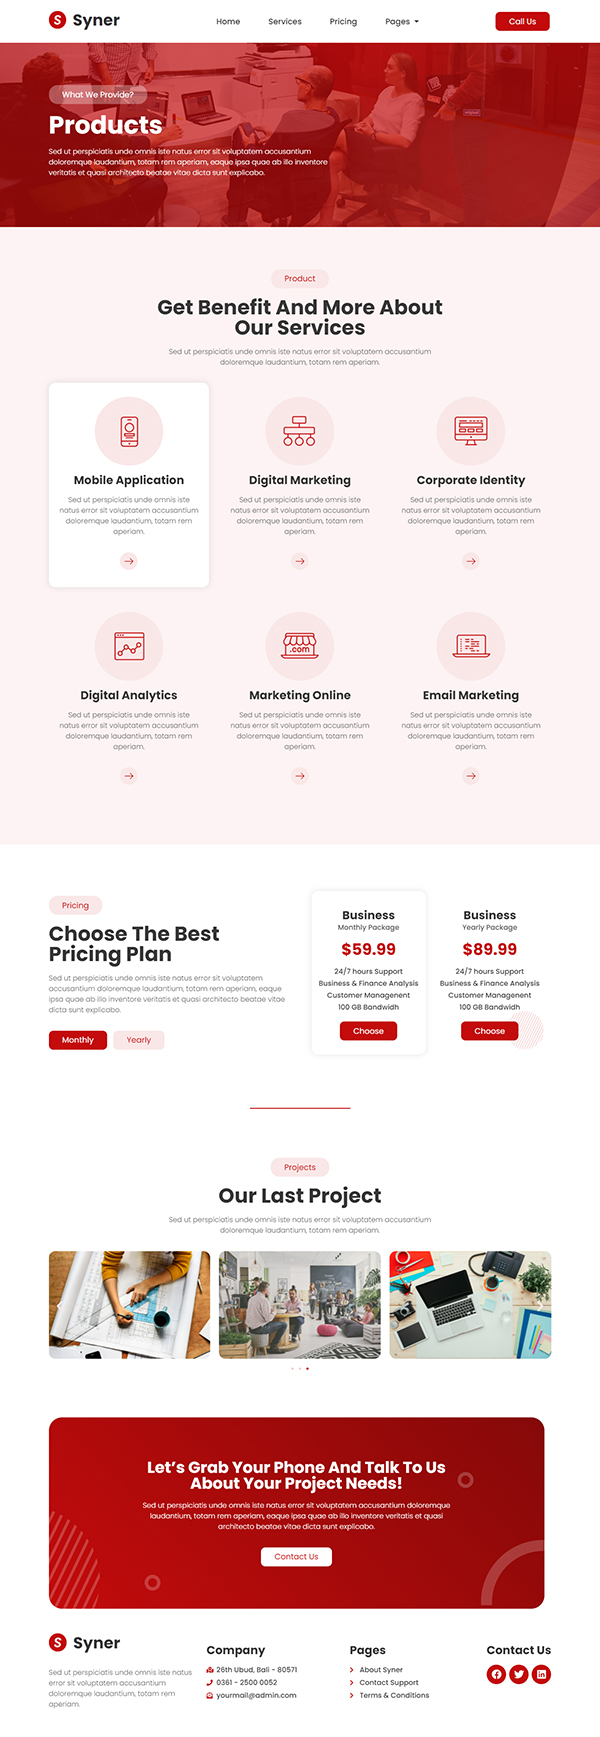 Syner
Home Services Pricing Pages
Call Us
What We Provide?
Products
Sed ut perspiciatis unde omnis iste natus error sit voluptatem accusantium
doloremque laudantium, totam rem aperiam, eaque ipsa quae ab illo inventore
veritatis et quasi architecto beatae vitae dicta sunt explicabo.
Product
Get Benefit And More About
Our Services
Sed ut perspiciatis unde omnis iste natus error sit voluptatem accusantium
doloremque laudantium, totam rem aperiam.
Mobile Application
Sed ut perspiciatis unde omnis iste
natus error sit voluptatem accusantium
doloremque laudantium, totam rem
aperiam.
Digital Marketing
Sed ut perspiciatis unde omnis iste
natus error sit voluptatem accusantium
doloremque laudantium, totam rem
aperiam.
Corporate Identity
Sed ut perspiciatis unde omnis iste
natus error sit voluptatem accusantium
doloremque laudantium, totam rem
aperiam.
Digital Analytics
Sed ut perspiciatis unde omnis iste
natus error sit voluptatem accusantium
doloremque laudantium, totam rem
aperiam.
.com
Marketing Online
Sed ut perspiciatis unde omnis iste
natus error sit voluptatem accusantium
doloremque laudantium, totam rem
aperiam.
Email Marketing
Sed ut perspiciatis unde omnis iste
natus error sit voluptatem accusantium
doloremque laudantium, totam rem
aperiam.
Pricing
Choose The Best
Pricing Plan
Sed ut perspiciatis unde omnis iste natus error sit voluptatem
accusantium doloremque laudantium, totam rem aperiam, eaque
ipsa quae ab illo inventore veritatis et quasi architecto beatae vitae
dicta sunt explicabo.
Monthly
Yearly
Business
Monthly Package
$59.99
24/7 hours Support
Business & Finance Analysis
Customer Managenent
100 GB Bandwidh
Choose
Business
Yearly Package
$89.99
24/7 hours Support
Business & Finance Analysis
Customer Managenent
100 GB Bandwidh
Choose
Projects
Our Last Project
Sed ut perspiciatis unde omnis iste natus error sit voluptatem accusantium
doloremque laudantium, totam rem aperiam.
Let's Grab Your Phone And Talk To Us
About Your Project Needs!
Sed ut perspiciatis unde omnis iste natus error sit voluptatem accusantium doloremque
laudantium, totam rem aperiam, eaque ipsa quae ab illo inventore veritatis et quasi
architecto beatae vitae dicta sunt explicabo.
Contact Us
Syner
Sed ut perspiciatis unde omnis iste natus
error sit voluptatem accusantium
doloremque laudantium, totam rem
aperiam.
Company
26th Ubud, Bali - 80571
0361 - 2500 0052
yourmail@admin.com
Pages
About Syner
Contact Support
Terms & Conditions
Contact Us